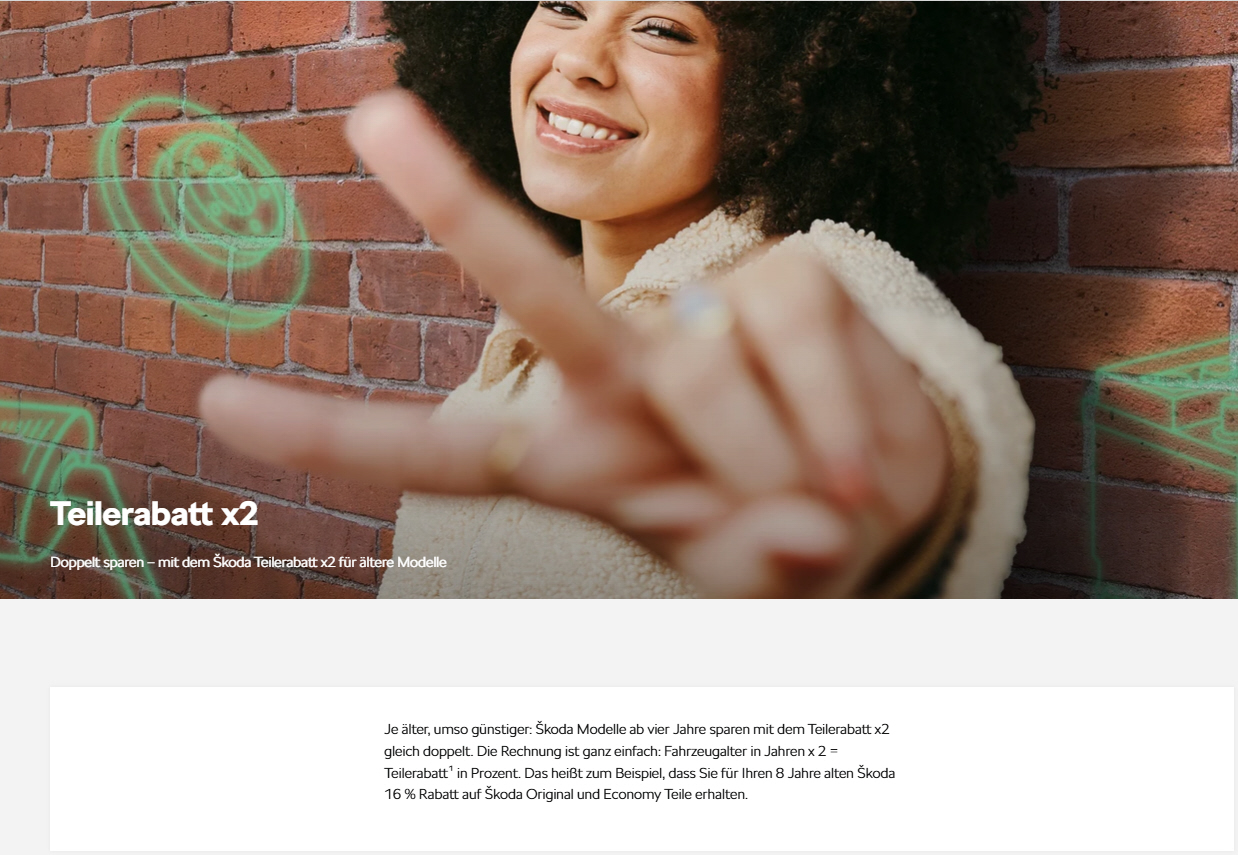 Teilerabatt x2
Doppelt sparen – mit dem Škoda Teilerabatt x2 für ältere Modelle
Je älter, umso günstiger: Škoda Modelle ab vier Jahre sparen mit dem Teilerabatt x2
gleich doppelt. Die Rechnung ist ganz einfach: Fahrzeugalter in Jahren x 2 =
Teilerabatt¹ in Prozent. Das heißt zum Beispiel, dass Sie für Ihren 8 Jahre alten Škoda
16 % Rabatt auf Škoda Original und Economy Teile erhalten.